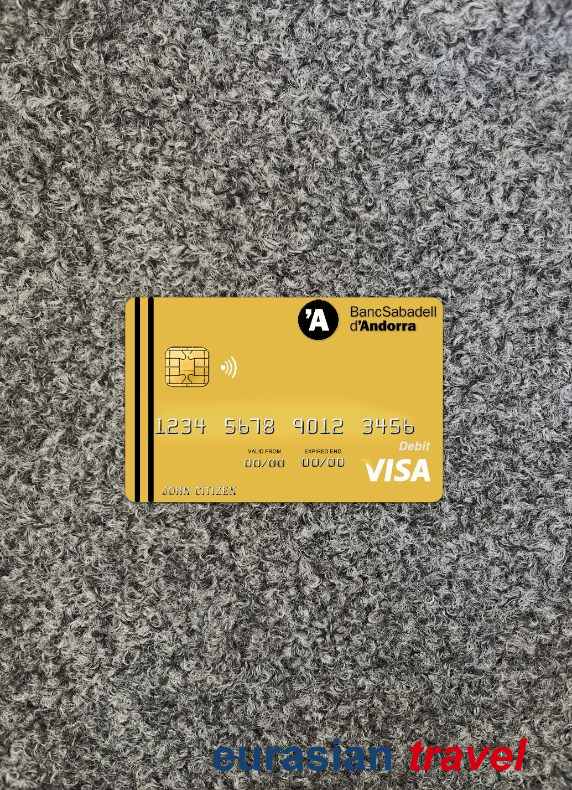 'A BancSabadell
d'Andorra
1234 5678 9012 3456
Debit
VALID FROM EXPIRED END
00/00 00/00
VISA
JOHN CITIZEN
eurasian travel